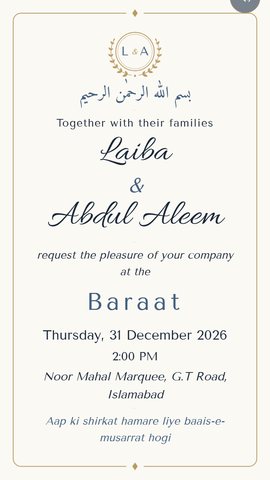 L & A
بسم الله الرحمن الرحيم
Together with their families
Laiba
&
Abdul Aleem
request the pleasure of your company
at the
Baraat
Thursday, 31 December 2026
2:00 PM
Noor Mahal Marquee, G.T Road,
Islamabad
Aap ki shirkat hamare liye baais-e-
musarrat hogi